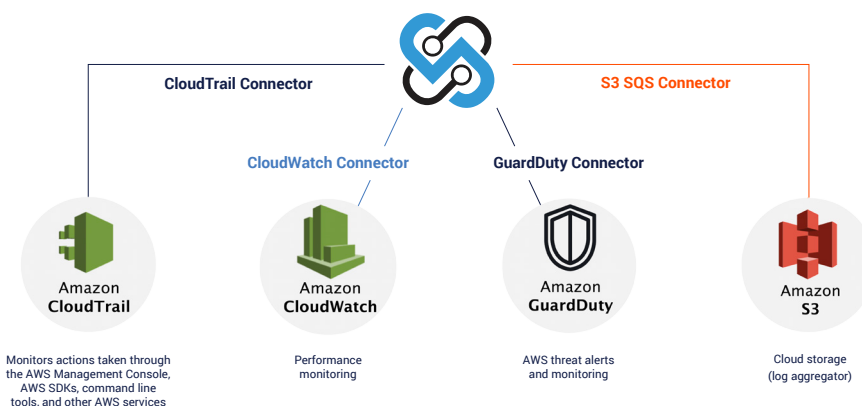 CloudTrail Connector
S3 SQS Connector
CloudWatch Connector
GuardDuty Connector
Amazon
CloudTrail
Amazon
CloudWatch
Amazon
GuardDuty
Amazon
S3
Monitors actions taken through
the AWS Management Console,
AWS SDKs, command line
tools, and other AWS services
Performance
monitoring
AWS threat alerts
and monitoring
Cloud storage
(log aggregator)